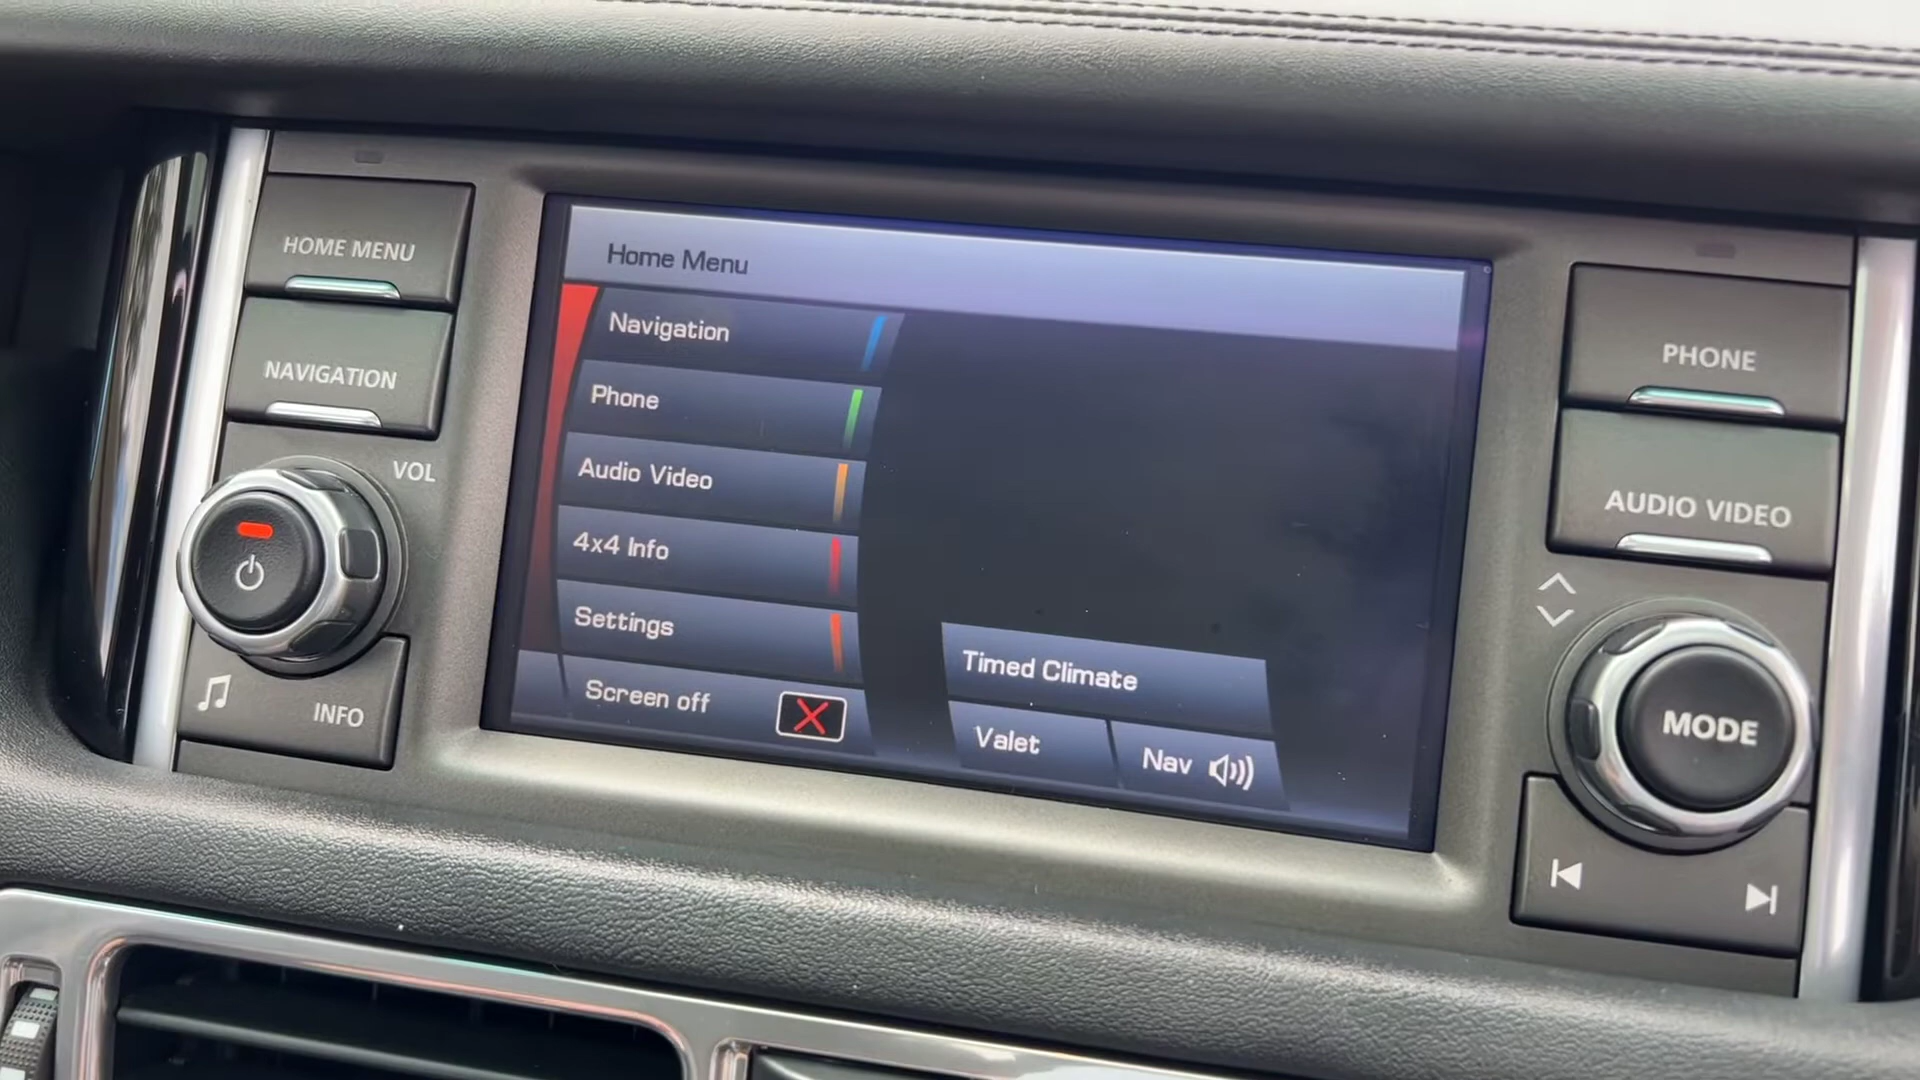 HOME MENU
NAVIGATION
VOL
INFO
Home Menu
Navigation
Phone
Audio Video
4x4 Info
Settings
Screen off
Timed Climate
Valet
Nav
PHONE
AUDIO VIDEO
MODE